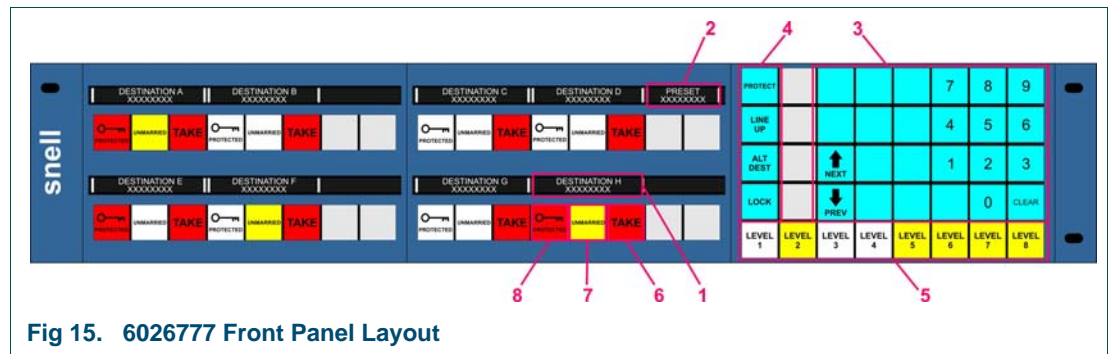 2
4
3
snell
DESTINATION A
XXXXXXXX
DESTINATION B
XXXXXXXX
DESTINATION C
XXXXXXXX
DESTINATION D
XXXXXXXX
PRESET
XXXXXXXX
PROTECTED
UNMARRIED
TAKE
PROTECTED
UNMARRIED
TAKE
PROTECTED
UNMARRIED
TAKE
PROTECTED
UNMARRIED
TAKE
DESTINATION E
XXXXXXXX
DESTINATION F
XXXXXXXX
DESTINATION G
XXXXXXXX
DESTINATION H
XXXXXXXX
PROTECTED
UNMARRIED
TAKE
PROTECTED
UNMARRIED
TAKE
PROTECTED
UNMARRIED
TAKE
PROTECTED
UNMARRIED
TAKE
PROTECT
7 8 9
LINE
UP
4 5 6
ALT
DEST
NEXT
1 2 3
LOCK
PREV
0 CLEAR
LEVEL
1
LEVEL
2
LEVEL
3
LEVEL
4
LEVEL
5
LEVEL
6
LEVEL
7
LEVEL
8
8
7
6
1
5
Fig 15. 6026777 Front Panel Layout